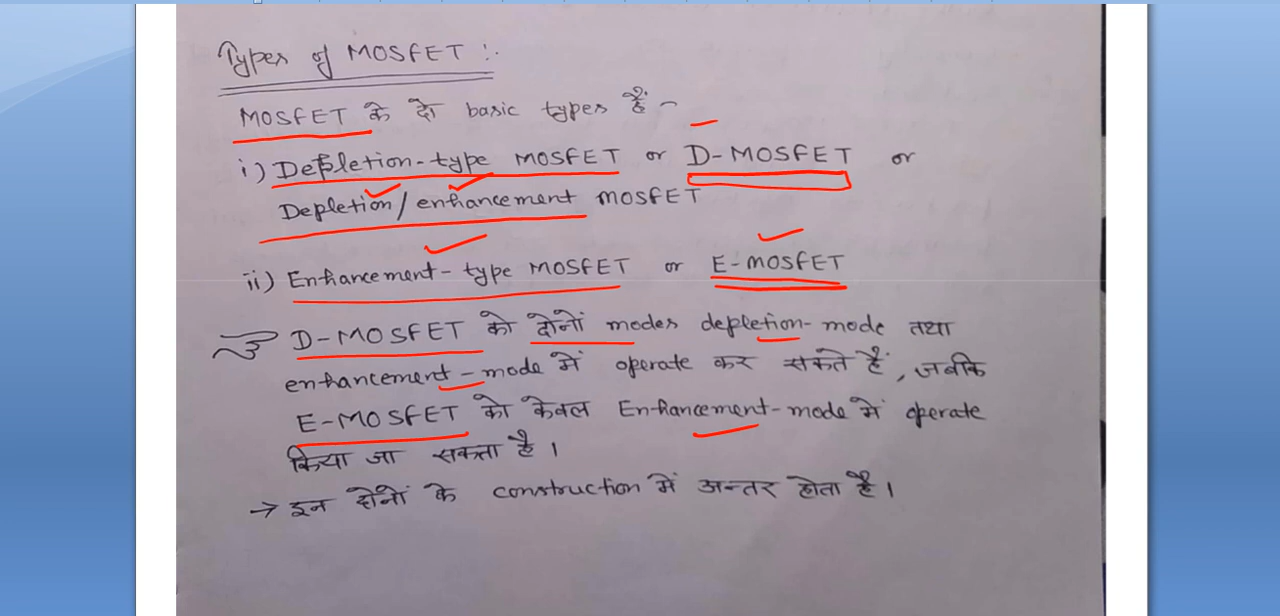 Types of MOSFET :-
MOSFET के दो basic types हैं -
i) Depletion-type MOSFET or D-MOSFET or
Depletion/enhancement MOSFET
ii) Enhancement-type MOSFET or E-MOSFET
D-MOSFET को दोनों modes depletion-mode तथा
enhancement-mode में operate कर सकते हैं, जबकि
E-MOSFET को केवल Enhancement-mode में operate
किया जा सकता है।
→ इन दोनों के construction में अन्तर होता है।